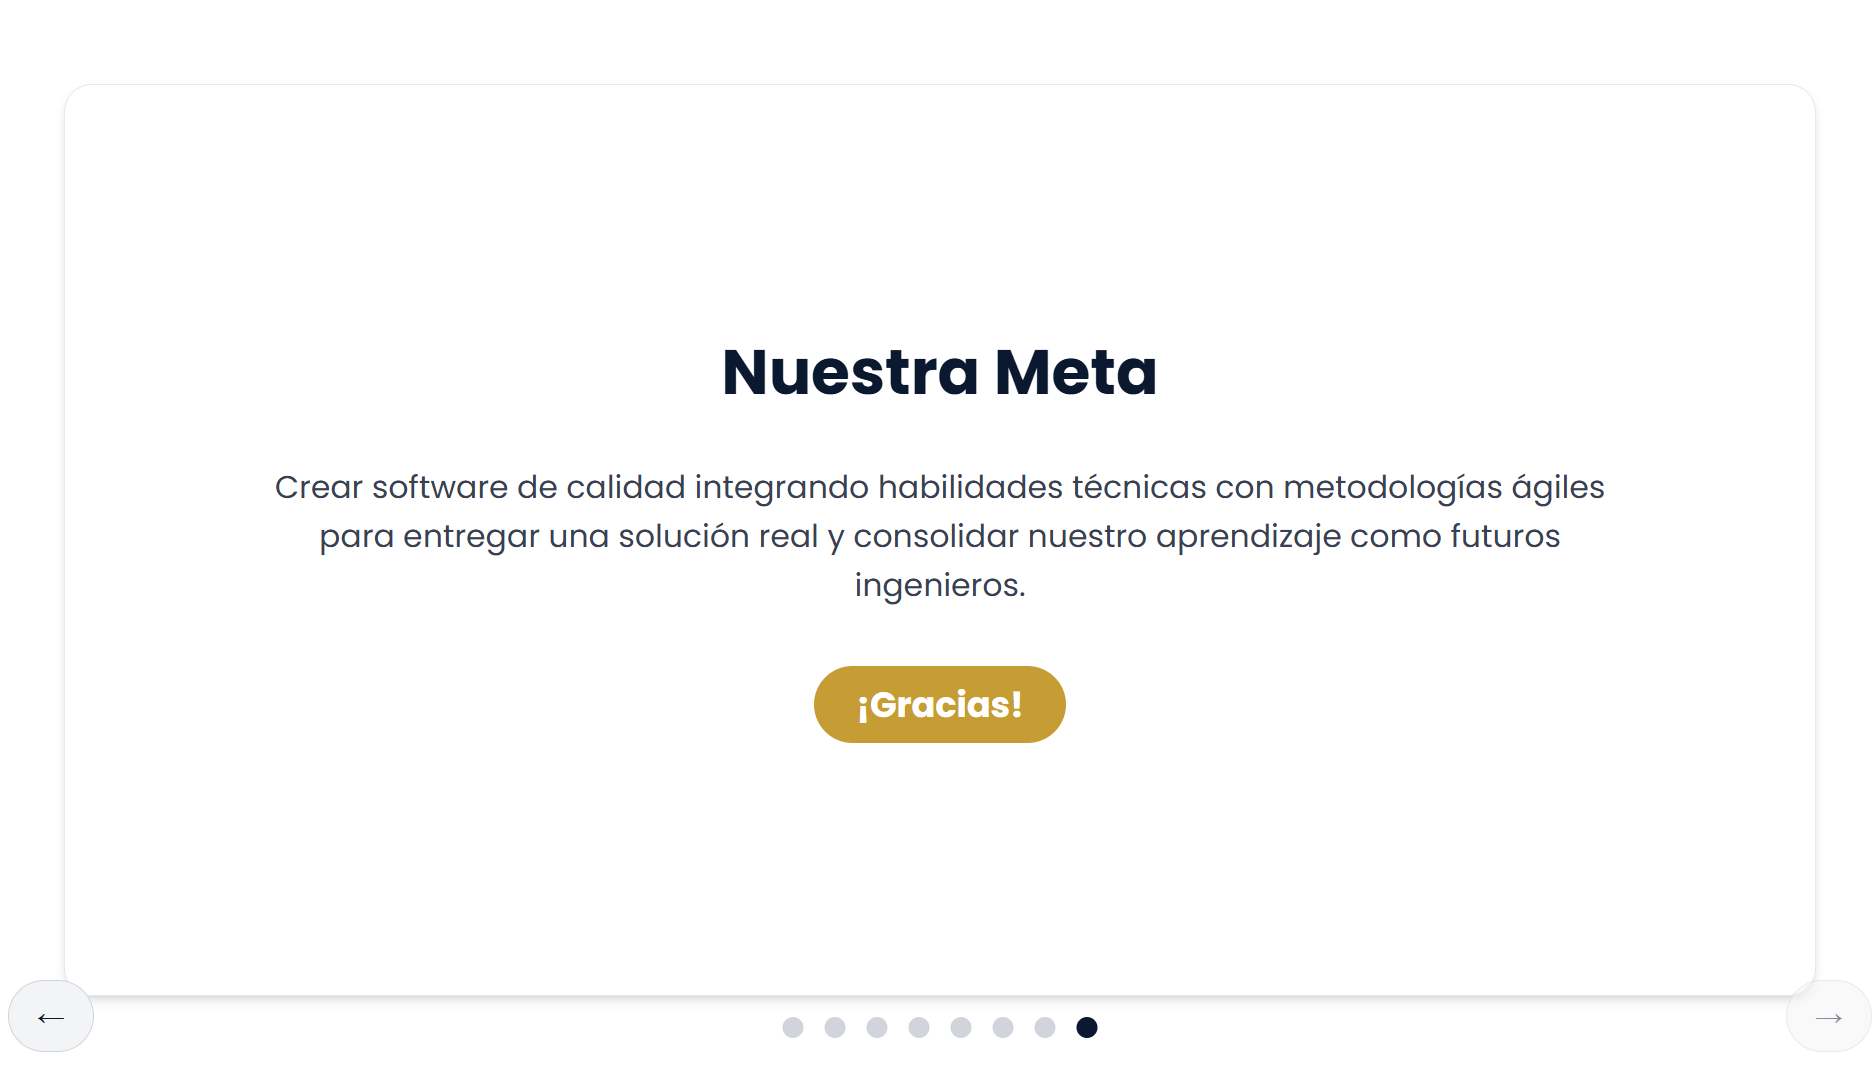 Nuestra Meta
Crear software de calidad integrando habilidades técnicas con metodologías ágiles
para entregar una solución real y consolidar nuestro aprendizaje como futuros
ingenieros.
¡Gracias!
← →